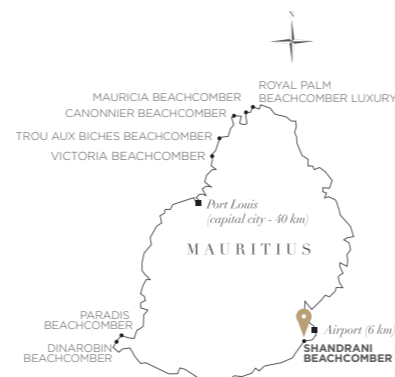 N
ROYAL PALM
BEACHCOMBER LUXURY
MAURICIA BEACHCOMBER
CANONNIER BEACHCOMBER
TROU AUX BICHES BEACHCOMBER
VICTORIA BEACHCOMBER
Port Louis
(capital city - 40 km)
MAURITIUS
PARADIS
BEACHCOMBER
DINAROBIN
BEACHCOMBER
Airport (6 km)
SHANDRANI
BEACHCOMBER